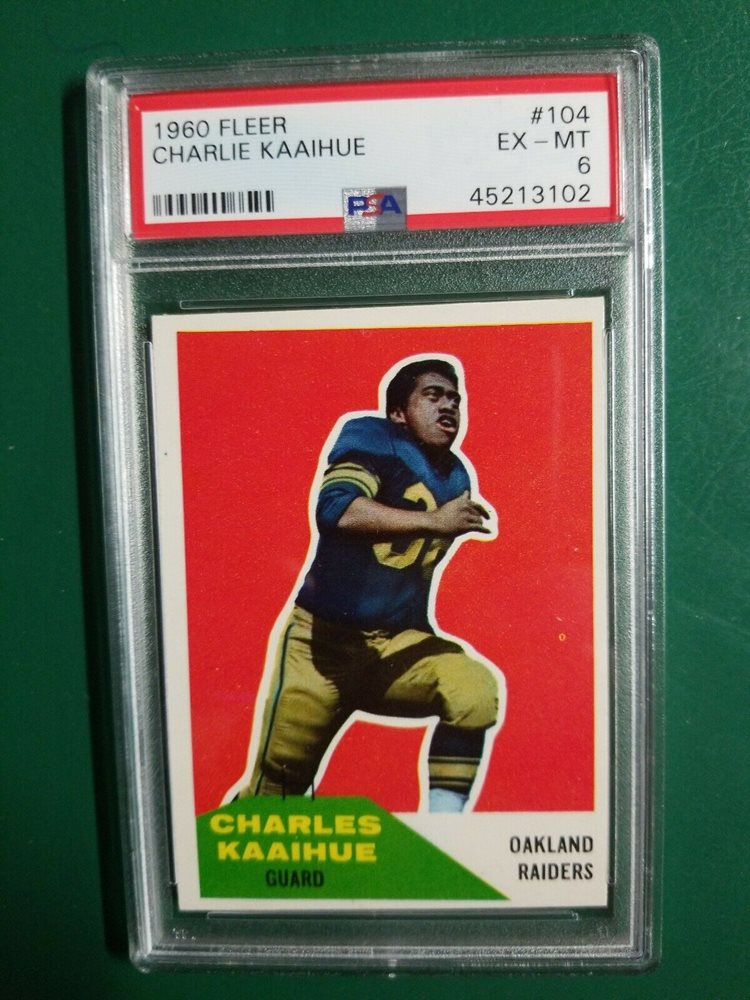 1960 FLEER #104
CHARLIE KAAIHUE EX - MT
6
PSA 45213102
CHARLES
KAAIHUE
GUARD
OAKLAND
RAIDERS